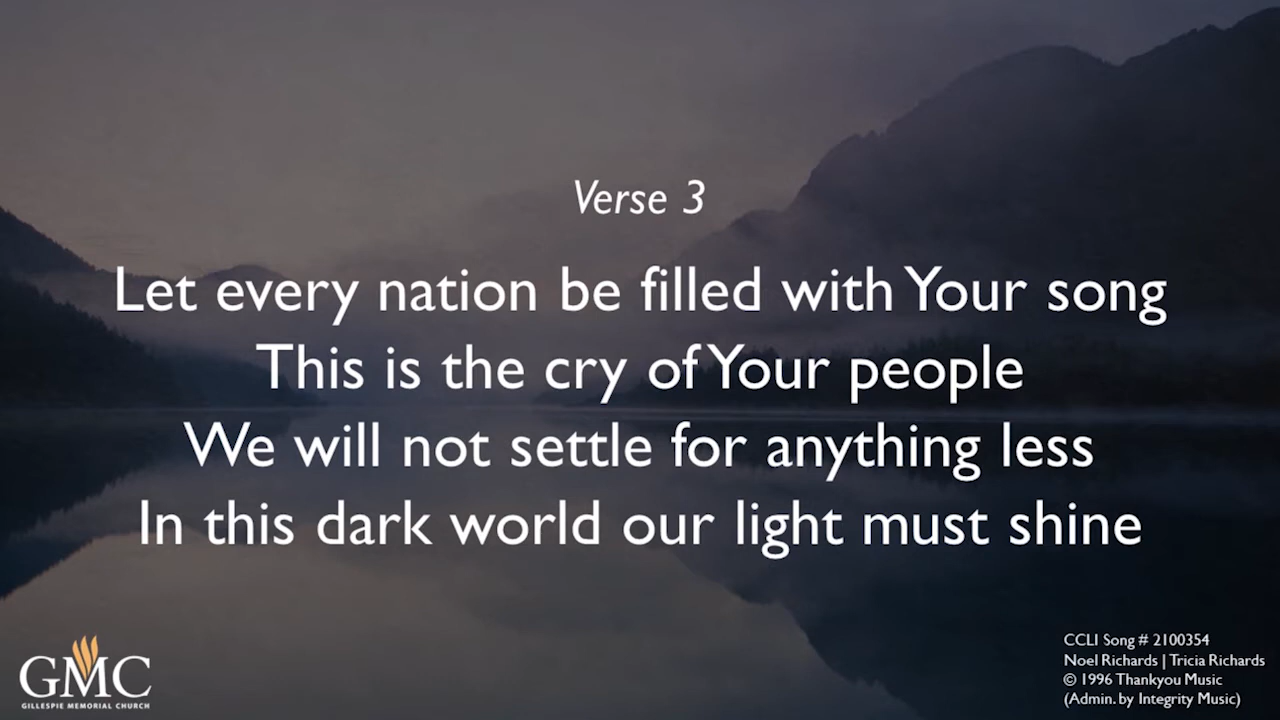 Verse 3
Let every nation be filled with Your song
This is the cry of Your people
We will not settle for anything less
In this dark world our light must shine
GMC
GILLESPIE MEMORIAL CHURCH
CCLI Song # 2100354
Noel Richards | Tricia Richards
© 1996 Thankyou Music
(Admin. by Integrity Music)